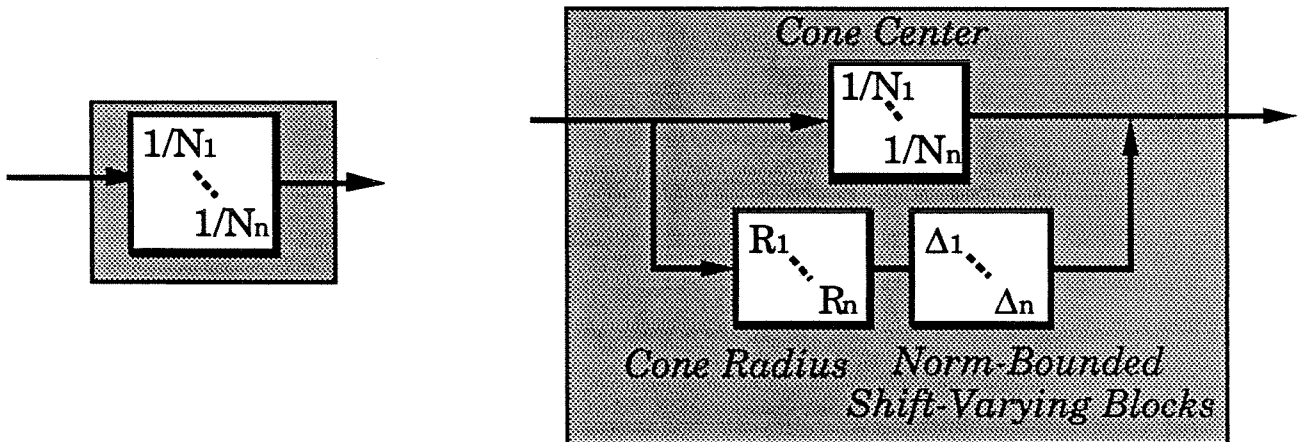 1/N1
1/Nn
Cone Center
1/N1
1/Nn
R1
Rn
Δ1
Δn
Cone Radius
Norm-Bounded
Shift-Varying Blocks